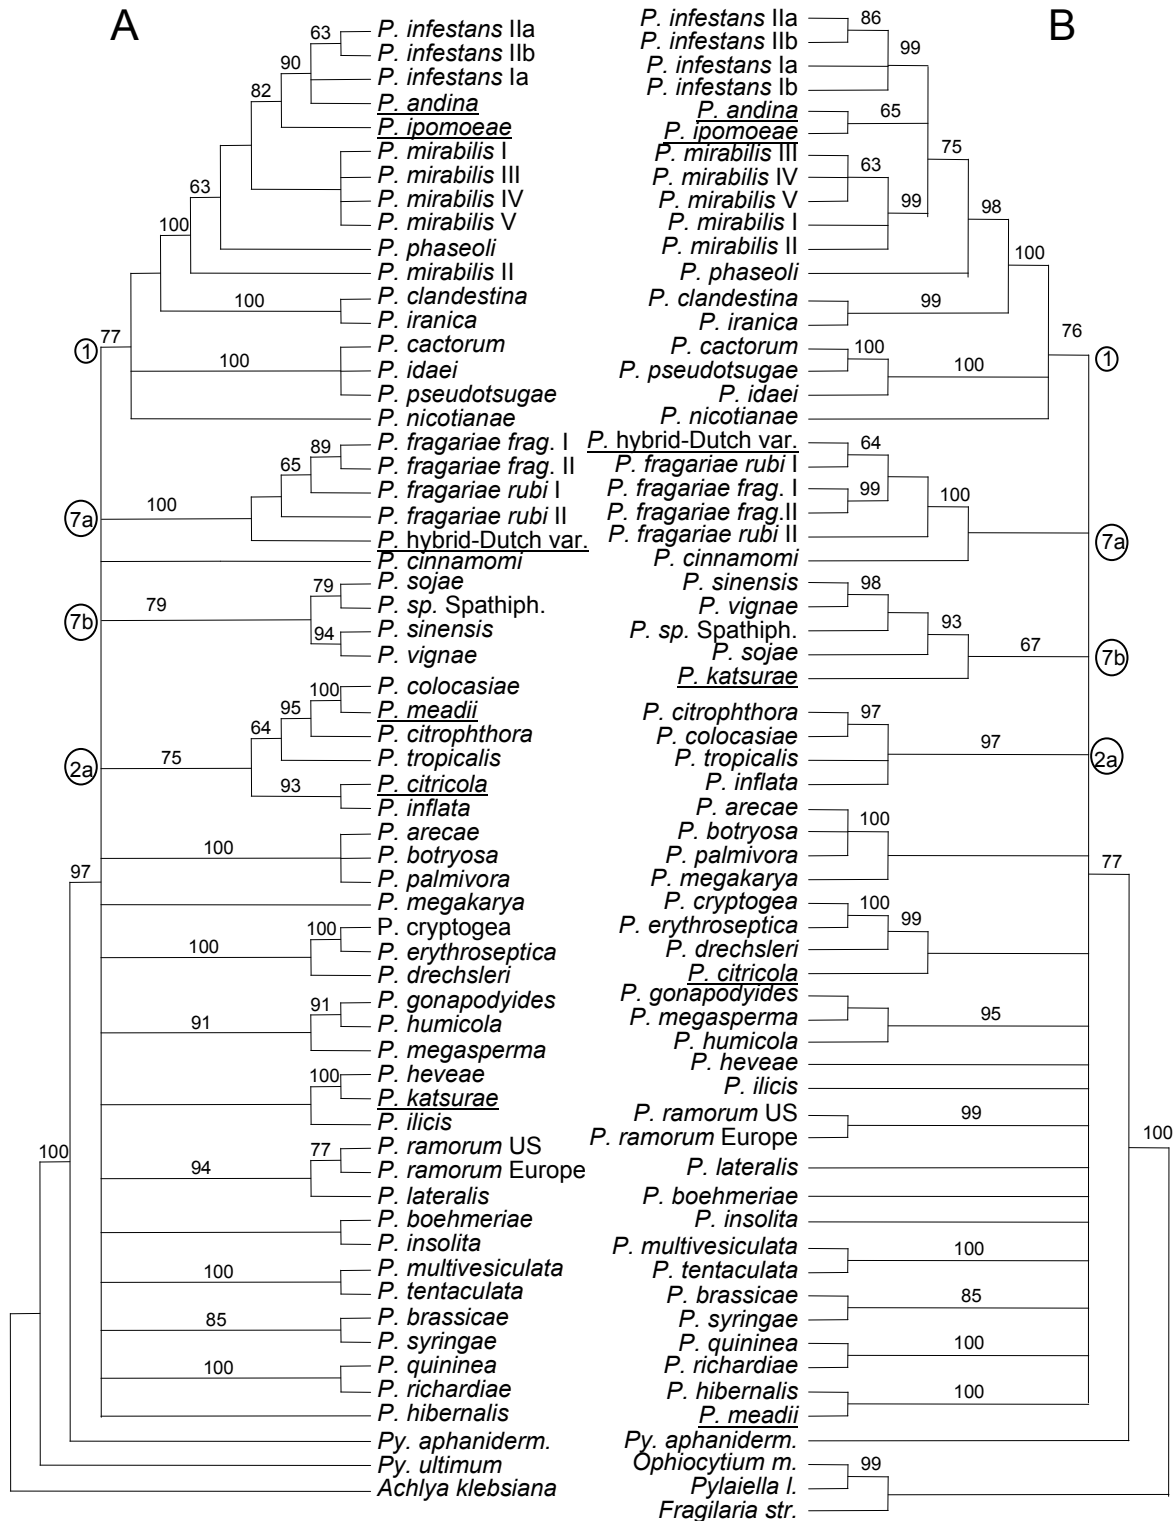 A
63
P. infestans IIa
P. infestans IIb
90
P. infestans Ia
82
P. andina
P. ipomoeae
P. mirabilis I
P. mirabilis III
63
P. mirabilis IV
P. mirabilis V
100
P. phaseoli
P. mirabilis II
100
P. clandestina
P. iranica
77
1
P. cactorum
100
P. idaei
P. pseudotsugae
P. nicotianae
89
P. fragariae frag. I
65
P. fragariae frag. II
P. fragariae rubi I
100
7a
P. fragariae rubi II
P. hybrid-Dutch var.
P. cinnamomi
79
P. sojae
79
P. sp. Spathiph.
7b
94
P. sinensis
P. vignae
100
P. colocasiae
95
P. meadii
64
P. citrophthora
75
2a
P. tropicalis
93
P. citricola
P. inflata
P. arecae
100
P. botryosa
97
P. palmivora
P. megakarya
100
P. cryptogea
100
P. erythroseptica
P. drechsleri
91
P. gonapodyides
91
P. humicola
P. megasperma
100
P. heveae
P. katsurae
P. ilicis
100
77
P. ramorum US
94
P. ramorum Europe
P. lateralis
P. boehmeriae
P. insolita
100
P. multivesiculata
P. tentaculata
85
P. brassicae
P. syringae
100
P. quininea
P. richardiae
P. hibernalis
Py. aphaniderm.
Py. ultimum
Achlya klebsiana
B
P. infestans IIa
86
P. infestans IIb
99
P. infestans Ia
P. infestans Ib
P. andina
65
P. ipomoeae
75
P. mirabilis III
63
P. mirabilis IV
P. mirabilis V
99
98
P. mirabilis I
P. mirabilis II
100
P. phaseoli
P. clandestina
99
P. iranica
76
1
P. cactorum
100
P. pseudotsugae
100
P. idaei
P. nicotianae
P. hybrid-Dutch var.
64
P. fragariae rubi I
P. fragariae frag. I
99
100
P. fragariae frag.II
P. fragariae rubi II
7a
P. cinnamomi
P. sinensis
98
P. vignae
P. sp. Spathiph.
93
P. sojae
67
7b
P. katsurae
P. citrophthora
97
P. colocasiae
97
2a
P. tropicalis
P. inflata
P. arecae
100
P. botryosa
P. palmivora
77
P. megakarya
P. cryptogea
100
P. erythroseptica
99
P. drechsleri
P. citricola
P. gonapodyides
P. megasperma
95
P. humicola
P. heveae
P. ilicis
P. ramorum US
99
P. ramorum Europe
100
P. lateralis
P. boehmeriae
P. insolita
P. multivesiculata
100
P. tentaculata
P. brassicae
85
P. syringae
P. quininea
100
P. richardiae
P. hibernalis
100
P. meadii
Py. aphaniderm.
Ophiocytium m.
99
Pylaiella l.
Fragilaria str.